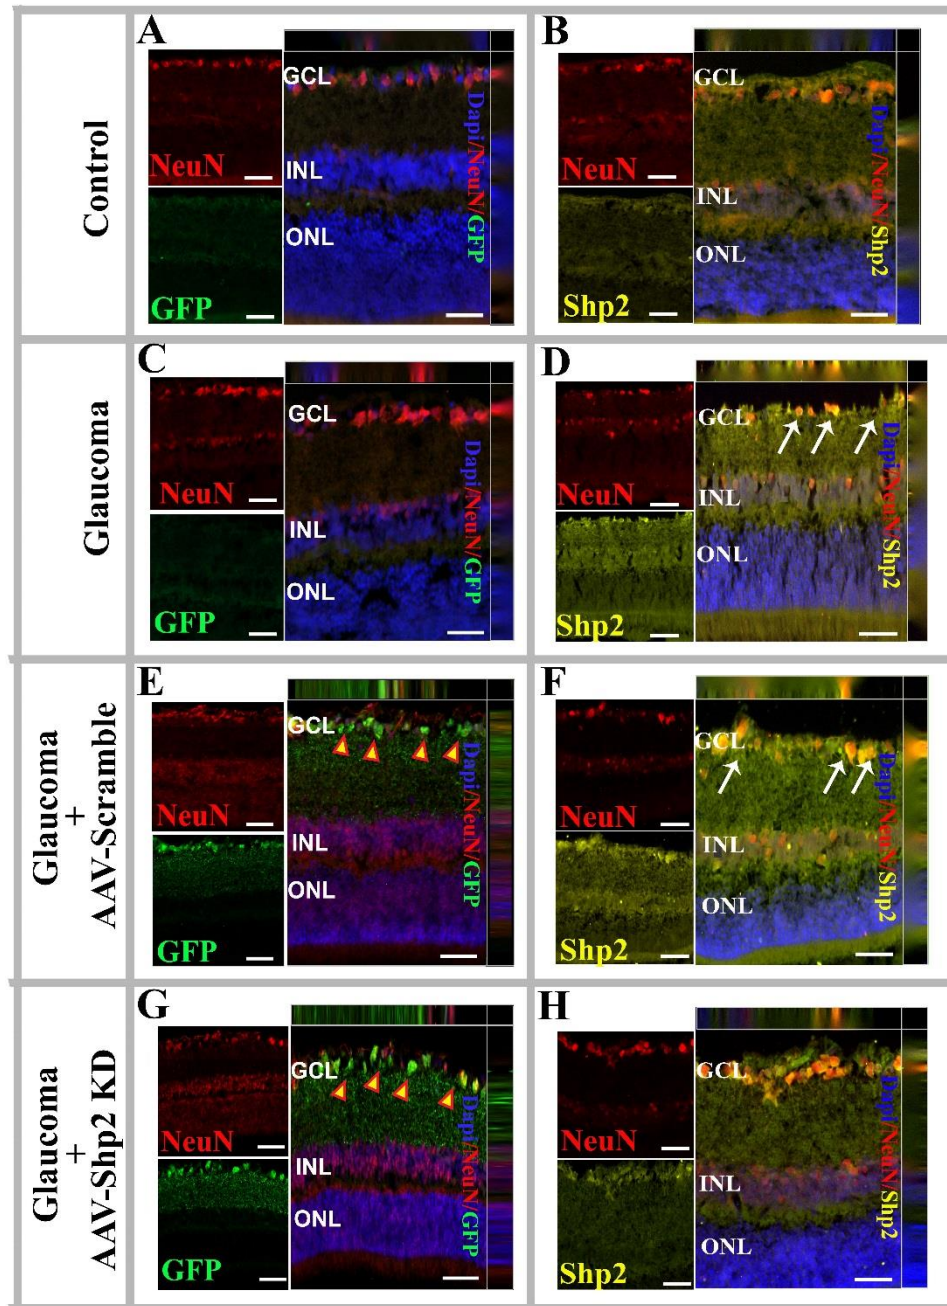 Control
A
NeuN
GFP
GCL
INL
ONL
Dapi/NeuN/GFP
B
NeuN
Shp2
GCL
INL
ONL
Dapi/NeuN/Shp2
Glaucoma
C
NeuN
GFP
GCL
INL
ONL
Dapi/NeuN/GFP
D
NeuN
Shp2
GCL
INL
ONL
Dapi/NeuN/Shp2
Glaucoma
+
AAV-Scramble
E
NeuN
GFP
GCL
INL
ONL
Dapi/NeuN/GFP
F
NeuN
Shp2
GCL
INL
ONL
Dapi/NeuN/Shp2
Glaucoma
+
AAV-Shp2 KD
G
NeuN
GFP
GCL
INL
ONL
Dapi/NeuN/GFP
H
NeuN
Shp2
GCL
INL
ONL
Dapi/NeuN/Shp2